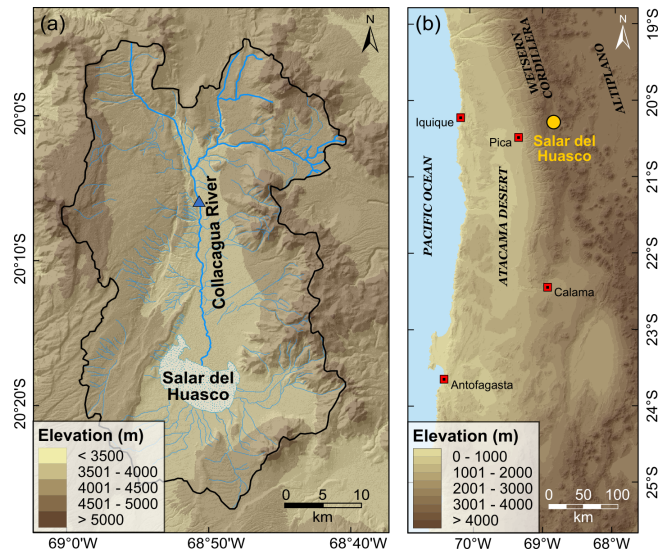 (a)
N
20°S
20°10'S
20°20'S
Collacagua River
Salar del
Huasco
Elevation (m)
< 3500
3501 - 4000
4001 - 4500
4501 - 5000
> 5000
0 5 10
km
69°0'W
68°50'W
68°40'W
(b)
N
WEISERN
CORDILLERA
ALTIPLANO
Iquique
Pica
Salar del
Huasco
PACIFIC OCEAN
ATACAMA DESERT
Calama
Antofagasta
19°S
20°S
21°S
22°S
23°S
24°S
25°S
Elevation (m)
0 - 1000
1001 - 2000
2001 - 3000
3001 - 4000
> 4000
0 50 100
km
70°W
69°W
68°W